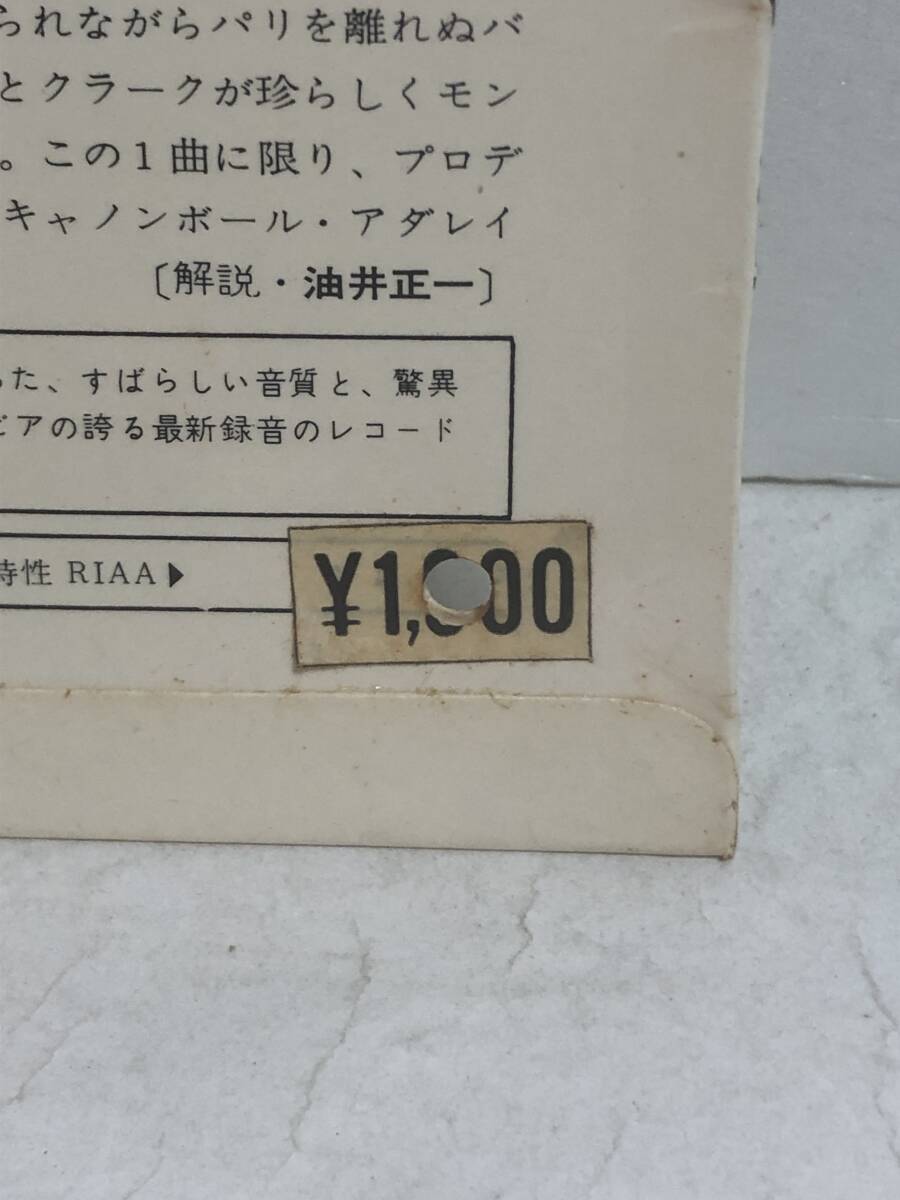 られながらパリを離れぬバ
とクラークが珍らしくモン
。この1曲に限り、プロデ
キャノンボール・アダレイ
〔解説・油井正一〕
た、すばらしい音質と、驚異
ビアの誇る最新録音のレコード
特性 RIAA▶